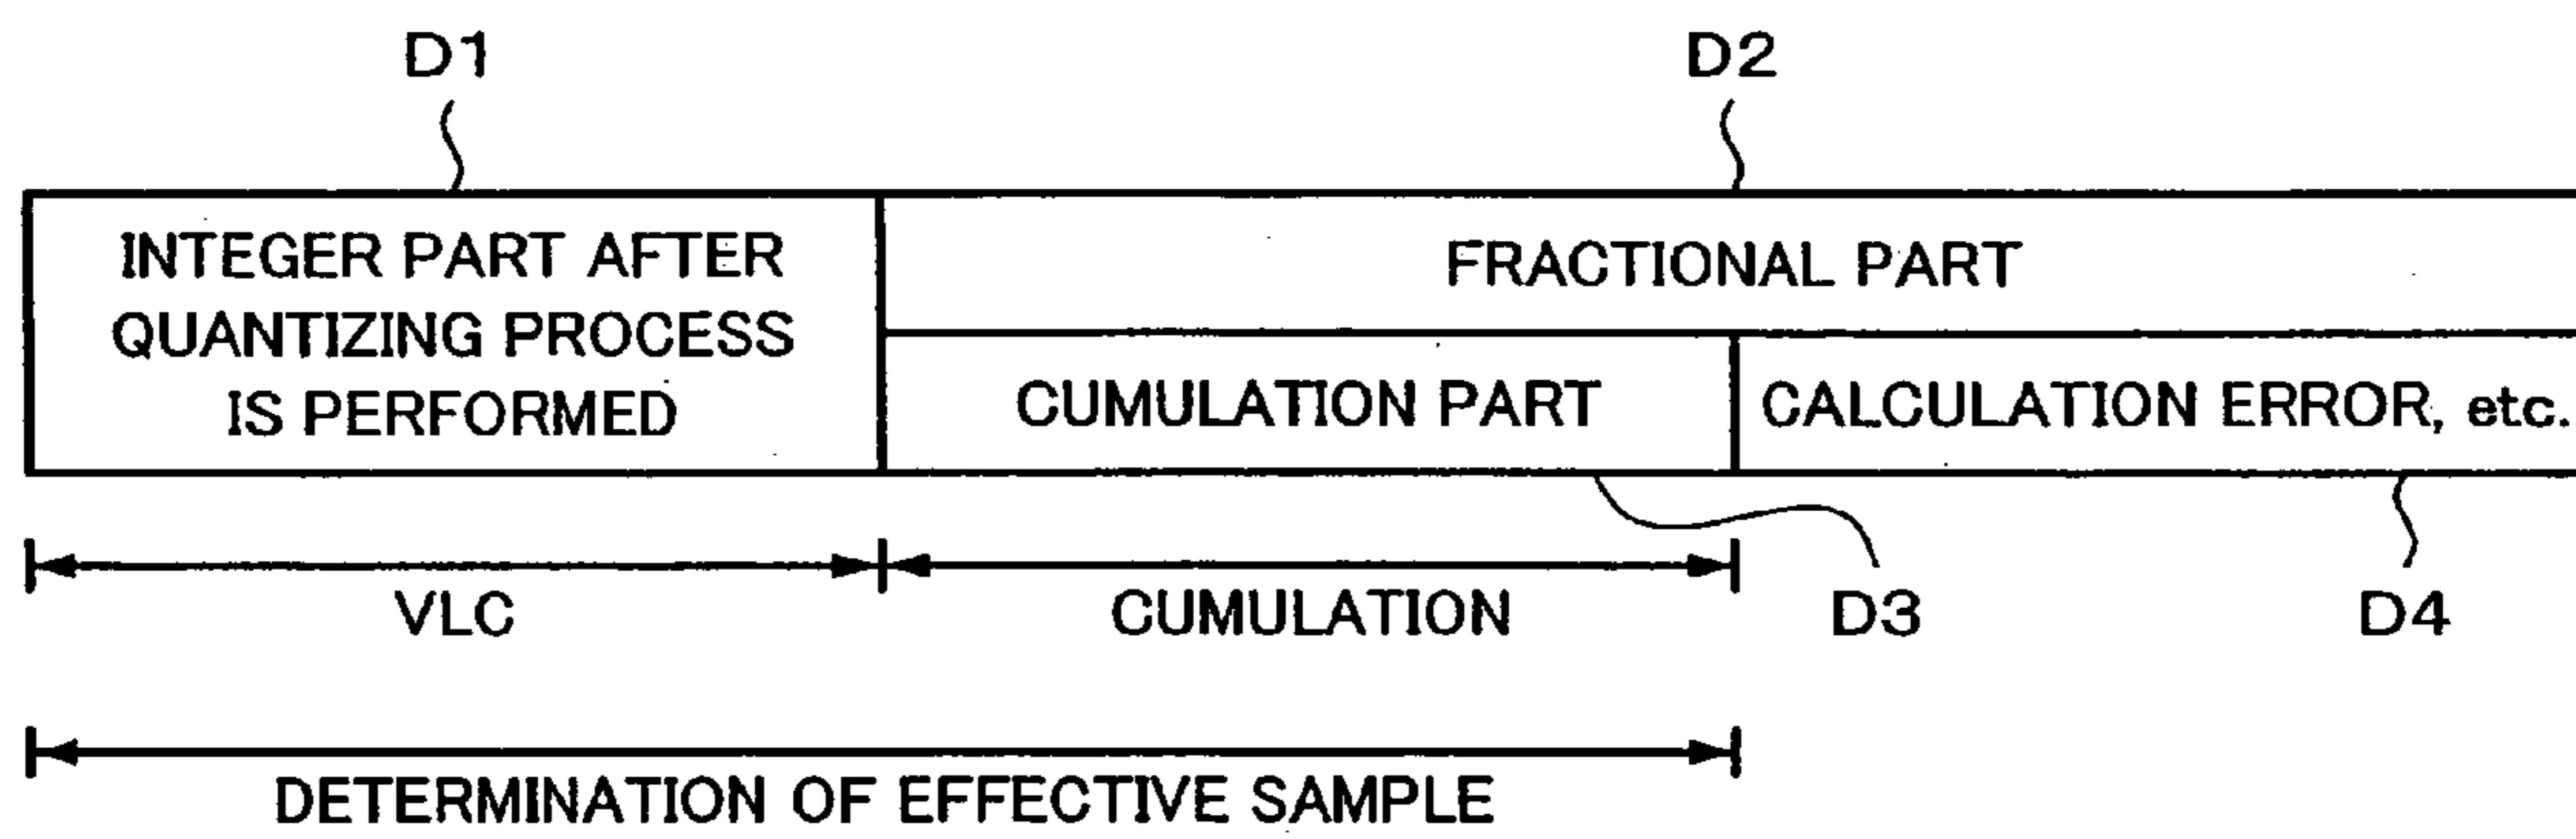 D1
D2
INTEGER PART AFTER
QUANTIZING PROCESS
IS PERFORMED
FRACTIONAL PART
CUMULATION PART
CALCULATION ERROR, etc.
VLC
CUMULATION
D3
D4
DETERMINATION OF EFFECTIVE SAMPLE